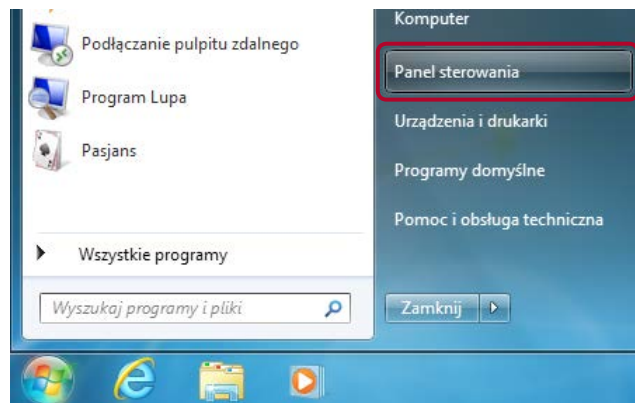 Podłączanie pulpitu zdalnego
Program Lupa
Pasjans
Wszystkie programy
Wyszukaj programy i pliki
Komputer
Panel sterowania
Urządzenia i drukarki
Programy domyślne
Pomoc i obsługa techniczna
Zamknij